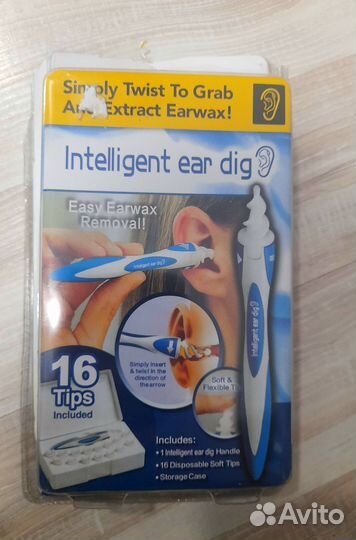 Simply Twist To Grab
And Extract Earwax!
Intelligent ear dig
Easy Earwax
Removal!
Intelligent ear dig
Intelligent ear dig
16
Tips
Included
Simply insert
& twist in the
direction of
the arrow
Soft &
Flexible
Includes:
• 1 Intelligent ear dig Handle
• 16 Disposable Soft Tips
• Storage Case
Avito